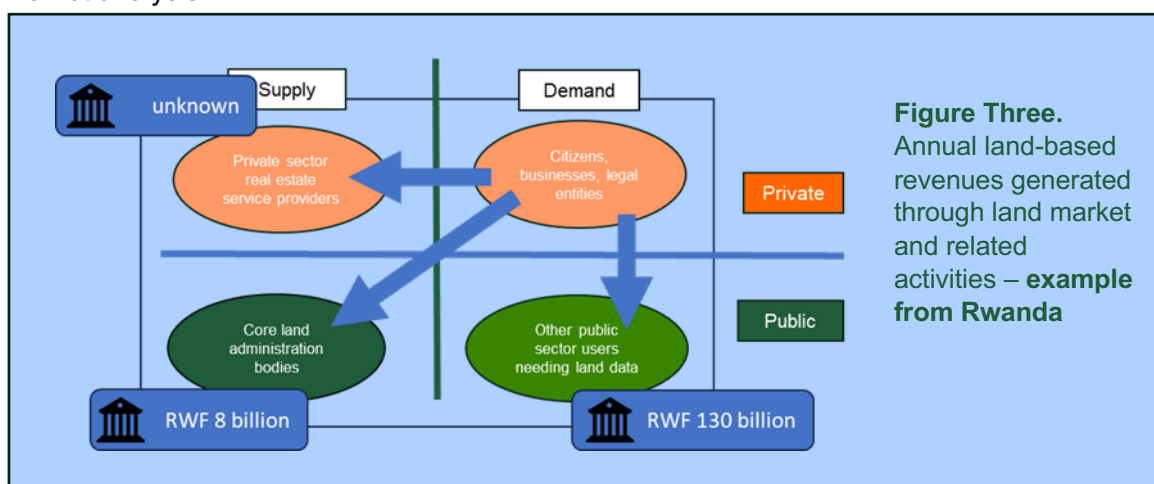 unknown
Supply
Demand
Private sector
real estate
service providers
Citizens,
businesses, legal
entities
Private
Core land
administration
bodies
Other public
sector users
needing land data
Public
RWF 8 billion
RWF 130 billion
Figure Three.
Annual land-based
revenues generated
through land market
and related
activities – example
from Rwanda